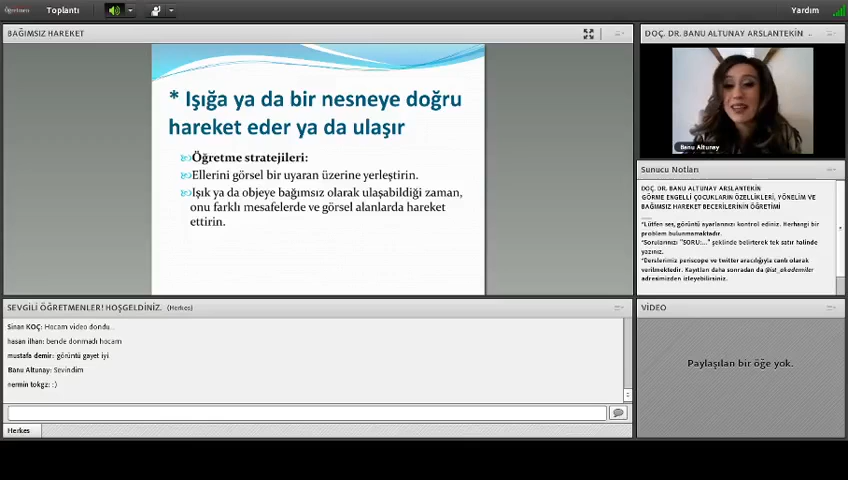 öğretmen Toplantı Yardım
BAĞIMSIZ HAREKET
* Işığa ya da bir nesneye doğru
hareket eder ya da ulaşır
Öğretme stratejileri:
Ellerini görsel bir uyaran üzerine yerleştirin.
Işık ya da objeye bağımsız olarak ulaşabildiği zaman,
onu farklı mesafelerde ve görsel alanlarda hareket
ettirin.
DOÇ. DR. BANU ALTUNAY ARSLANTEKİN ..
Banu Altunay
Sunucu Notları
DOÇ. DR. BANU ALTUNAY ARSLANTEKİN
GÖRME ENGELLİ ÇOCUKLARIN ÖZELLİKLERİ, YÖNELİM VE
BAĞIMSIZ HAREKET BECERİLERİNİN ÖĞRETİMİ
*Lütfen ses, görüntü ayarlarınızı kontrol ediniz. Herhangi bir
problem bulunmamaktadır.
*Sorularınızı "SORU:..." şeklinde belirterek tek satır halinde
yazınız.
*Derslerimiz periscope ve twitter aracılığıyla canlı olarak
verilmektedir. Kayıtları daha sonradan da @ist_akademiler
adresimizden izleyebilirsiniz.
SEVGİLİ ÖĞRETMENLER! HOŞGELDİNİZ. (Herkes)
Sinan KOÇ: Hocam video dondu..
hasan ilhan: bende donmadı hocam
mustafa demir: görüntü gayet iyi
Banu Altunay: Sevindim
nermin tokgz: :)
Herkes
VİDEO
Paylaşılan bir öğe yok.